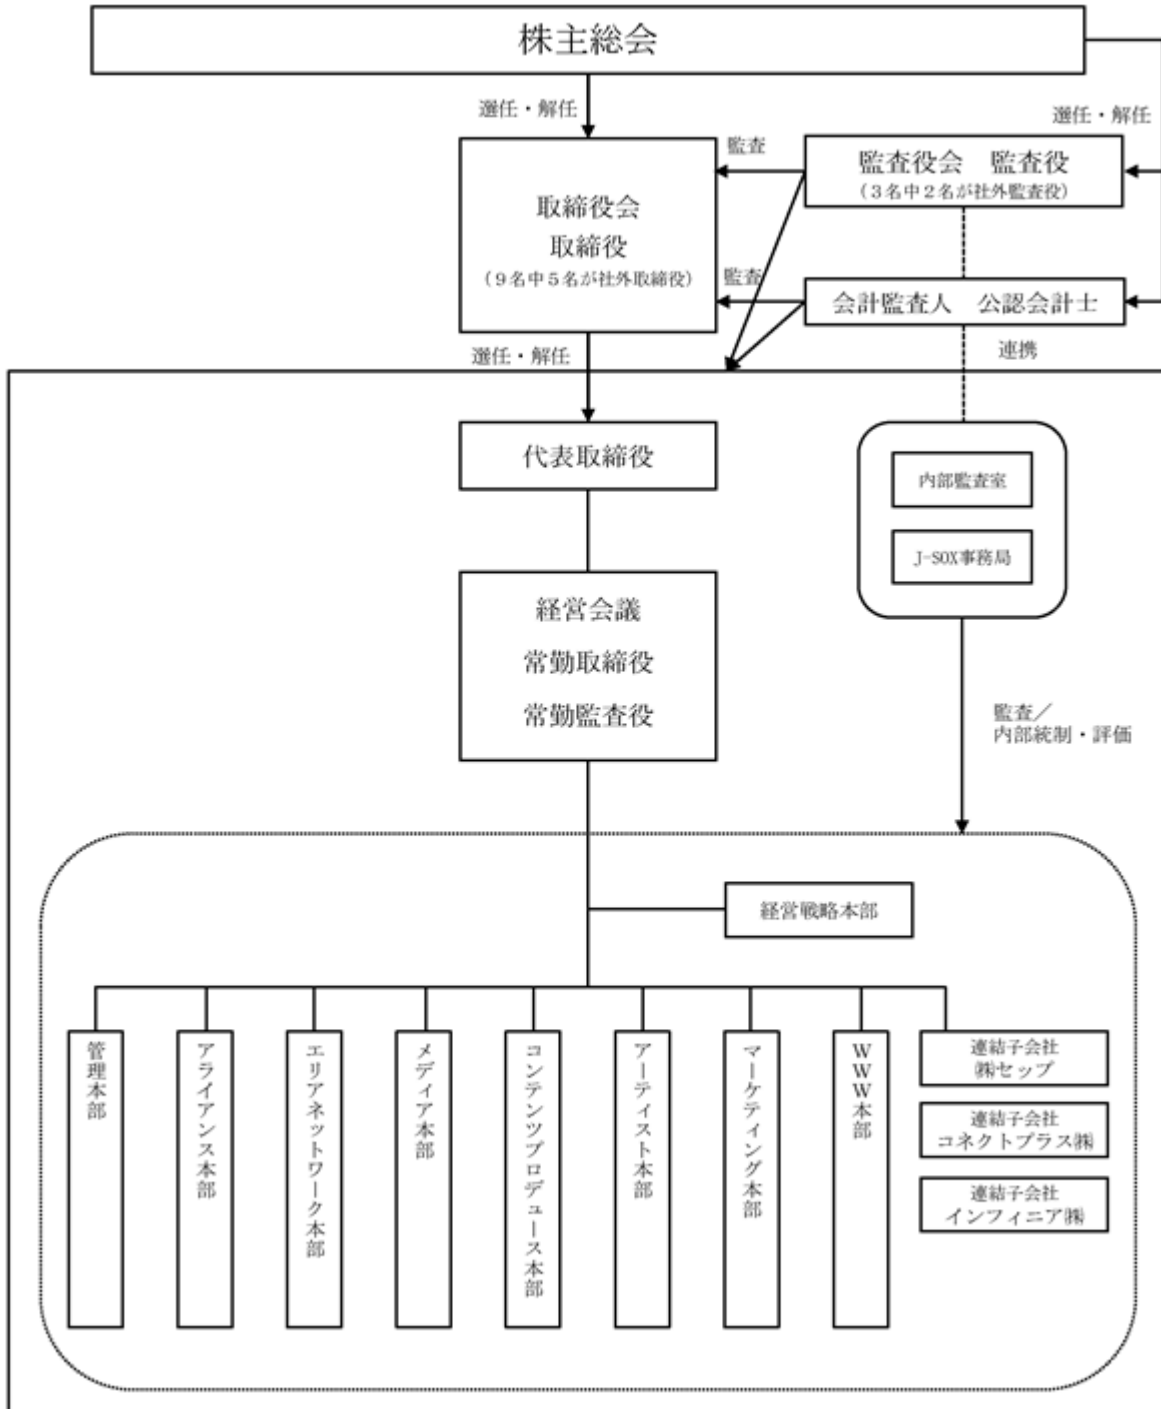 株主総会
選任・解任
選任・解任
監査
監査役会　監査役
(３名中２名が社外監査役)
取締役会
取締役
(９名中５名が社外取締役)
監査
会計監査人　公認会計士
選任・解任
連携
代表取締役
内部監査室
J-SOX事務局
経営会議
常勤取締役
常勤監査役
監査／
内部統制・評価
経営戦略本部
管理本部
アライアンス本部
エリアネットワーク本部
メディア本部
コンテンツプロデュース本部
アーティスト本部
マーケティング本部
WWW本部
連結子会社
㈱セップ
連結子会社
コネクトプラス㈱
連結子会社
インフィニア㈱